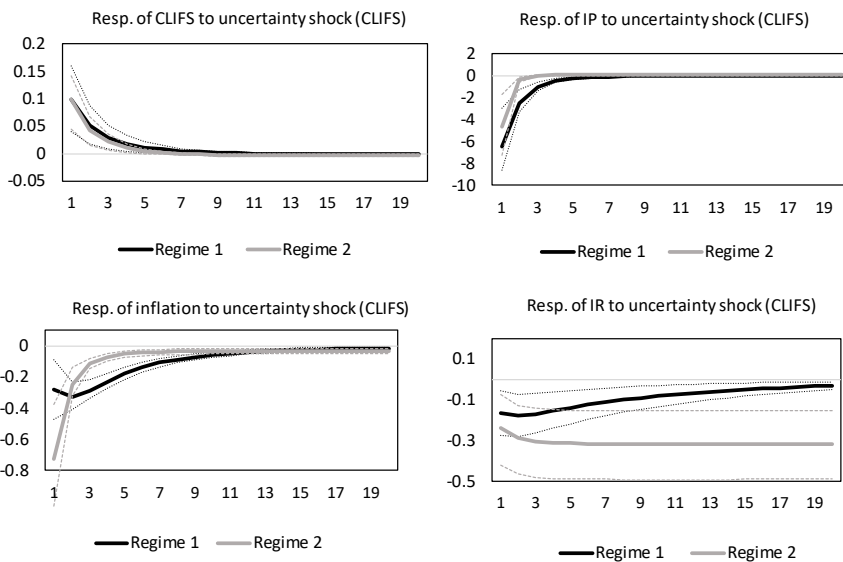 Resp. of CLIFS to uncertainty shock (CLIFS)
0.2
0.15
0.1
0.05
0
-0.05
1 3 5 7 9 11 13 15 17 19
Regime 1 Regime 2
Resp. of IP to uncertainty shock (CLIFS)
2
0
-2
-4
-6
-8
-10
1 3 5 7 9 11 13 15 17 19
Regime 1 Regime 2
Resp. of inflation to uncertainty shock (CLIFS)
0
-0.2
-0.4
-0.6
-0.8
1 3 5 7 9 11 13 15 17 19
Regime 1 Regime 2
Resp. of IR to uncertainty shock (CLIFS)
0.1
-0.1
-0.3
-0.5
1 3 5 7 9 11 13 15 17 19
Regime 1 Regime 2